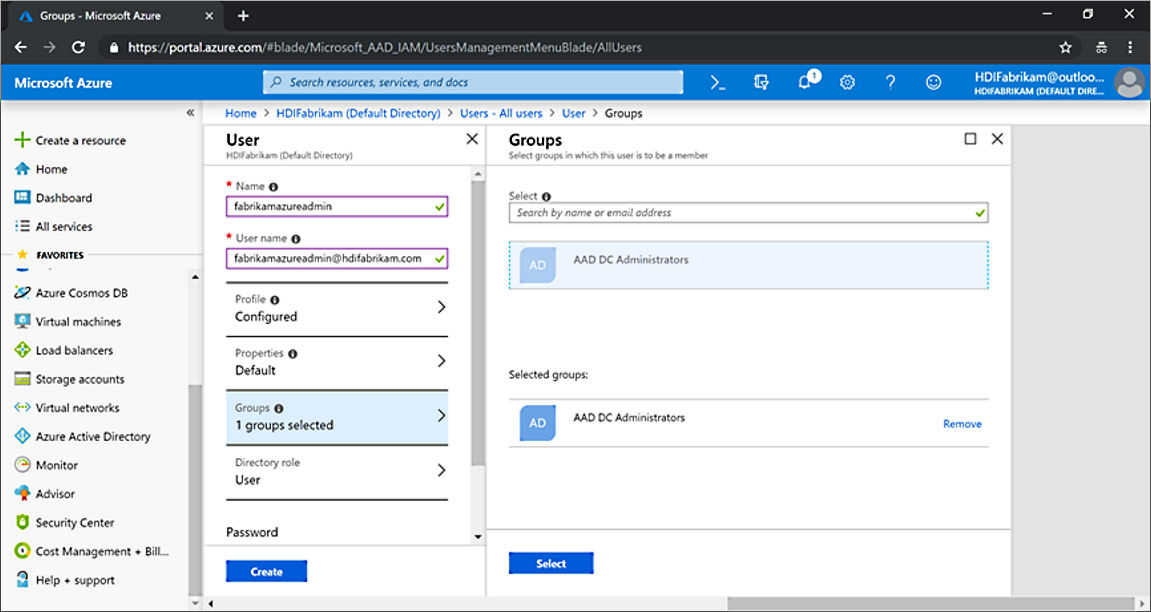 Groups - Microsoft Azure
https://portal.azure.com/#blade/Microsoft_AAD_IAM/UsersManagementMenuBlade/AllUsers
Microsoft Azure
Search resources, services, and docs
1
HDIFabrikam@outloo...
HDIFABRIKAM (DEFAULT DIRE...
Home > HDIFabrikam (Default Directory) > Users - All users > User > Groups
Create a resource
Home
Dashboard
All services
FAVORITES
Azure Cosmos DB
Virtual machines
Load balancers
Storage accounts
Virtual networks
Azure Active Directory
Monitor
Advisor
Security Center
Cost Management + Bill...
Help + support
User
HDIFabrikam (Default Directory)
* Name
fabrikamazureadmin
* User name
fabrikamazureadmin@hdifabrikam.com
Profile
Configured
Properties
Default
Groups
1 groups selected
Directory role
User
Password
Create
Groups
Select groups in which this user is to be a member
Select
Search by name or email address
AD
AAD DC Administrators
Selected groups:
AD
AAD DC Administrators
Remove
Select